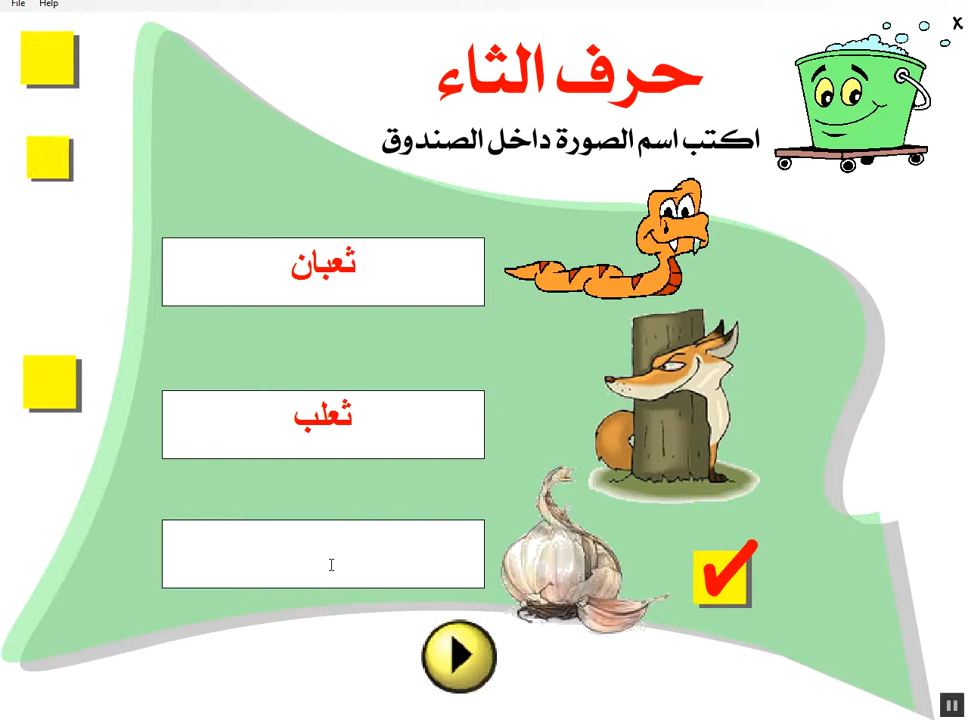 File Help
X
حرف الثاء
اكتب اسم الصورة داخل الصندوق
ثعبان
ثعلب